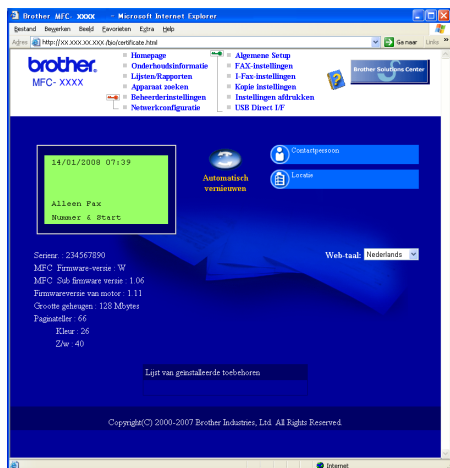 Brother MFC- XXXX - Microsoft Internet Explorer
Bestand Bewerken Beeld Favorieten Extra Help
Adres http://XX.XXX.XX.XXX /bio/certificate.html Ga naar Links »
brother.
MFC- XXXX
Homepage
Onderhoudsinformatie
Lijsten/Rapporten
Apparaat zoeken
Beheerderinstellingen
Netwerkconfiguratie
Algemene Setup
FAX-instellingen
I-Fax-instellingen
Kopie instellingen
Instellingen afdrukken
USB Direct I/F
Brother Solutions Center
14/01/2008 07:39
Alleen Fax
Nummer & Start
Automatisch
vernieuwen
Contactpersoon
Locatie
Serienr. : 234567890
MFC Firmware-versie : W
MFC Sub firmware versie : 1.06
Firmwareversie van motor : 1.11
Grootte geheugen : 128 Mbytes
Paginateller : 66
Kleur : 26
Z/w : 40
Web-taal: Nederlands
Lijst van geïnstalleerde toebehoren
Copyright(C) 2000-2007 Brother Industries, Ltd. All Rights Reserved.
Internet